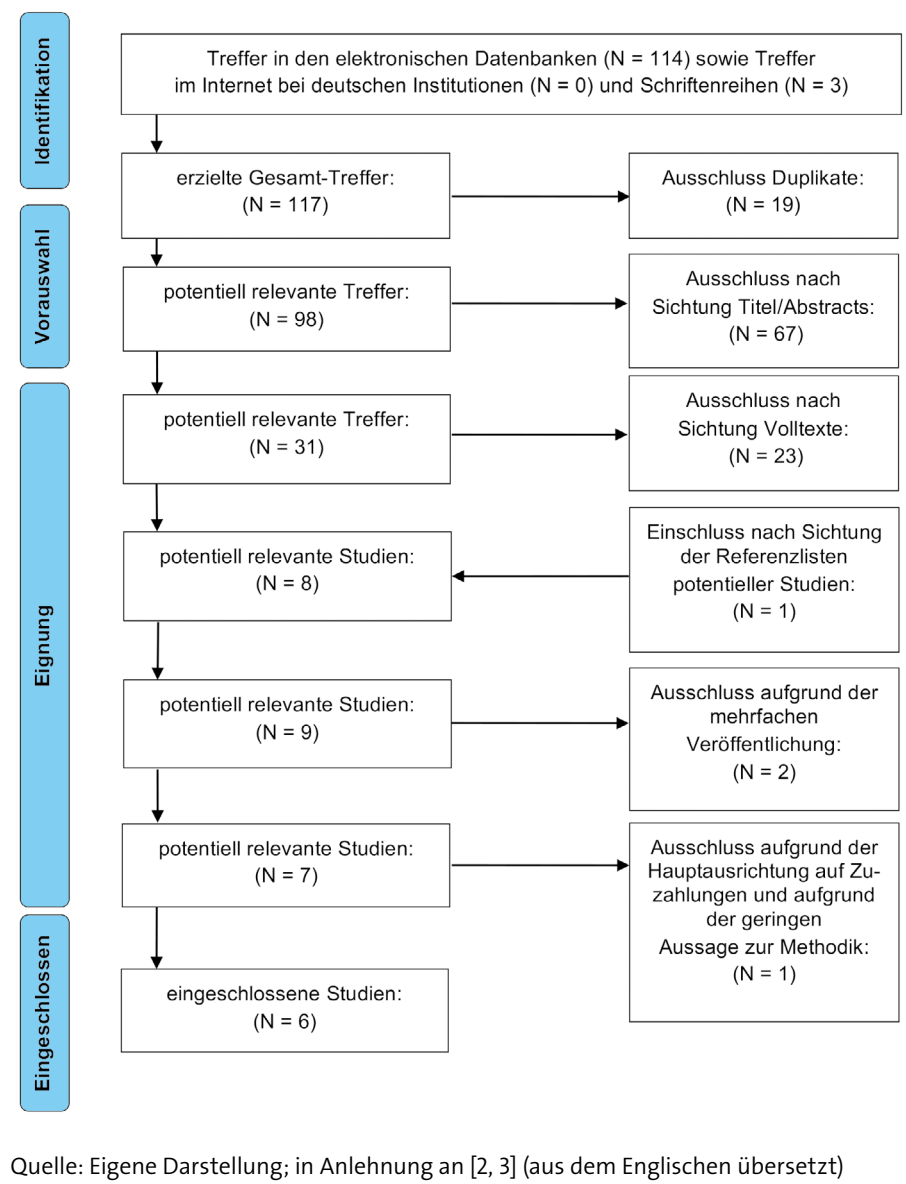 Identifikation
Treffer in den elektronischen Datenbanken (N = 114) sowie Treffer
im Internet bei deutschen Institutionen (N = 0) und Schriftenreihen (N = 3)
erzielte Gesamt-Treffer:
(N = 117)
Ausschluss Duplikate:
(N = 19)
Vorauswahl
potentiell relevante Treffer:
(N = 98)
Ausschluss nach
Sichtung Titel/Abstracts:
(N = 67)
Eignung
potentiell relevante Treffer:
(N = 31)
Ausschluss nach
Sichtung Volltexte:
(N = 23)
potentiell relevante Studien:
(N = 8)
Einschluss nach Sichtung
der Referenzlisten
potentieller Studien:
(N = 1)
potentiell relevante Studien:
(N = 9)
Ausschluss aufgrund der
mehrfachen
Veröffentlichung:
(N = 2)
potentiell relevante Studien:
(N = 7)
Ausschluss aufgrund der
Hauptausrichtung auf Zu-
zahlungen und aufgrund
der geringen
Aussage zur Methodik:
(N = 1)
Eingeschlossen
eingeschlossene Studien:
(N = 6)
Quelle: Eigene Darstellung; in Anlehnung an [2, 3] (aus dem Englischen übersetzt)